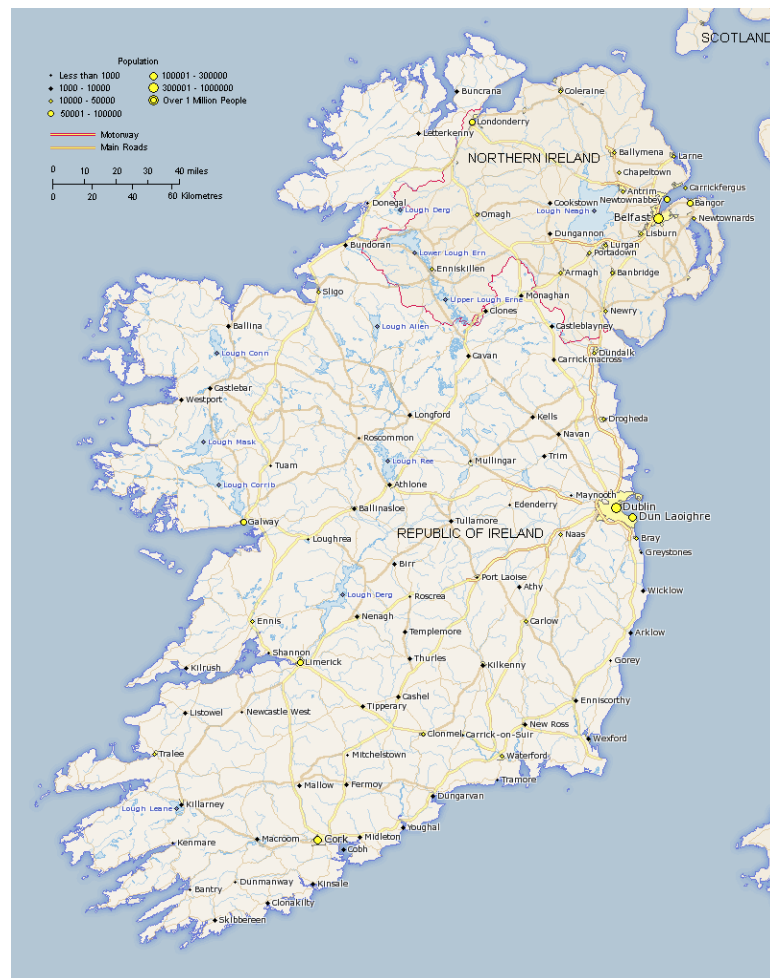 SCOTLAND
Population
Less than 1000
1000 - 10000
10000 - 50000
50001 - 100000
100001 - 300000
300001 - 1000000
Over 1 Million People
Motorway
Main Roads
0 20 40 miles
0 20 40 60 Kilometres
Buncrana
Coleraine
Londonderry
Letterkenny
NORTHERN IRELAND
Ballymena
Larne
Chapeltown
Antrim
Carrickfergus
Newtownabbey
Bangor
Donegal
Lough Derg
Cookstown
Lough Neagh
Omagh
Belfast
Newtownards
Dungannon
Lisburn
Bundoran
Lower Lough Ern
Lurgan
Portadown
Enniskillen
Armagh
Banbridge
Sligo
Upper Lough Erne
Monaghan
Clones
Newry
Ballina
Lough Allen
Castleblayney
Lough Conn
Cavan
Carrickmacross
Dundalk
Castlebar
Westport
Longford
Kells
Drogheda
Roscommon
Lough Mask
Navan
Tuam
Lough Ree
Mullingar
Trim
Lough Corrib
Athlone
Maynooth
Edenderry
Ballinasloe
Dublin
Dun Laoighre
Galway
Tullamore
REPUBLIC OF IRELAND
Naas
Loughrea
Bray
Greystones
Birr
Port Laoise
Athy
Lough Derg
Roscrea
Wicklow
Nenagh
Ennis
Carlow
Templemore
Arklow
Shannon
Limerick
Thurles
Kilkenny
Gorey
Kilrush
Cashel
Enniscorthy
Tipperary
Listowel
Newcastle West
New Ross
Clonmel
Carrick-on-Suir
Wexford
Tralee
Mitchelstown
Waterford
Tramore
Mallow
Fermoy
Dungarvan
Killarney
Lough Leane
Youghal
Kenmare
Macroom
Cork
Midleton
Cobh
Dunmanway
Bantry
Kinsale
Clonakilty
Skibbereen